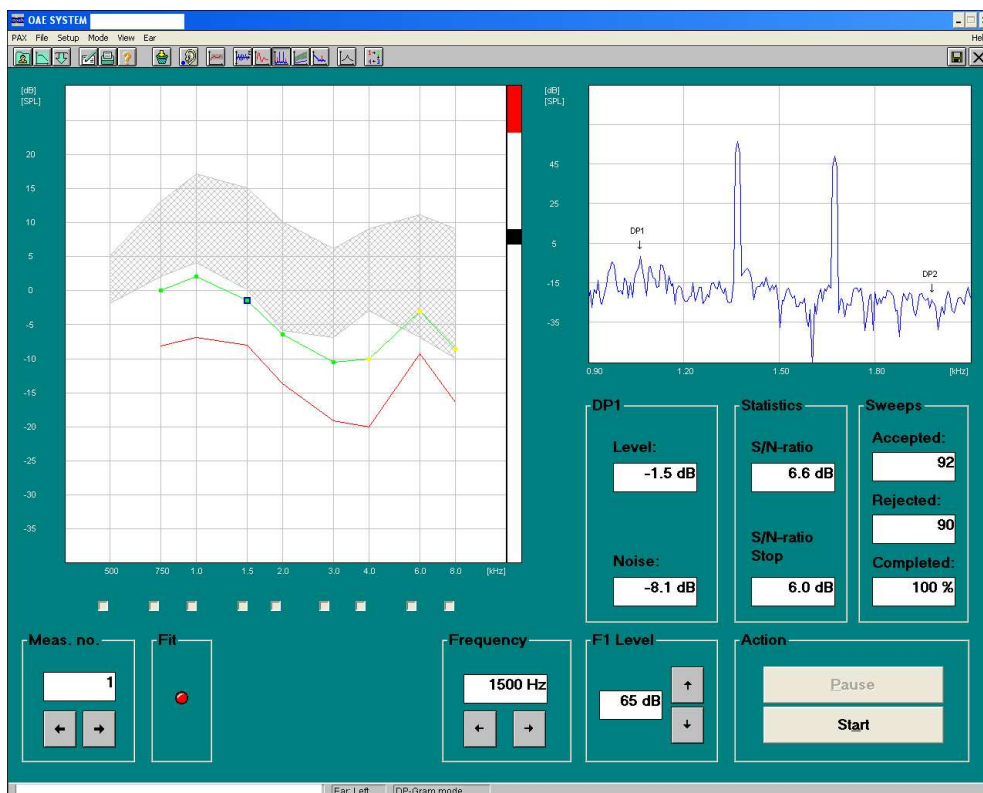 OAE SYSTEM
PAX File Setup Mode View Ear Hel
[dB]
[SPL]
20
15
10
5
0
-5
-10
-15
-20
-25
-30
-35
500 750 1.0 1.5 2.0 3.0 4.0 6.0 8.0 [kHz]
[dB]
[SPL]
45
25
5
-15
-35
DP1
DP2
0.90 1.20 1.50 1.80 [kHz]
DP1
Level:
-1.5 dB
Noise:
-8.1 dB
Statistics
S/N-ratio
6.6 dB
S/N-ratio
Stop
6.0 dB
Sweeps
Accepted:
92
Rejected:
90
Completed:
100 %
Meas. no.
1
Fit
Frequency
1500 Hz
F1 Level
65 dB
Action
Pause
Start
Ear: Left DP-Gram mode